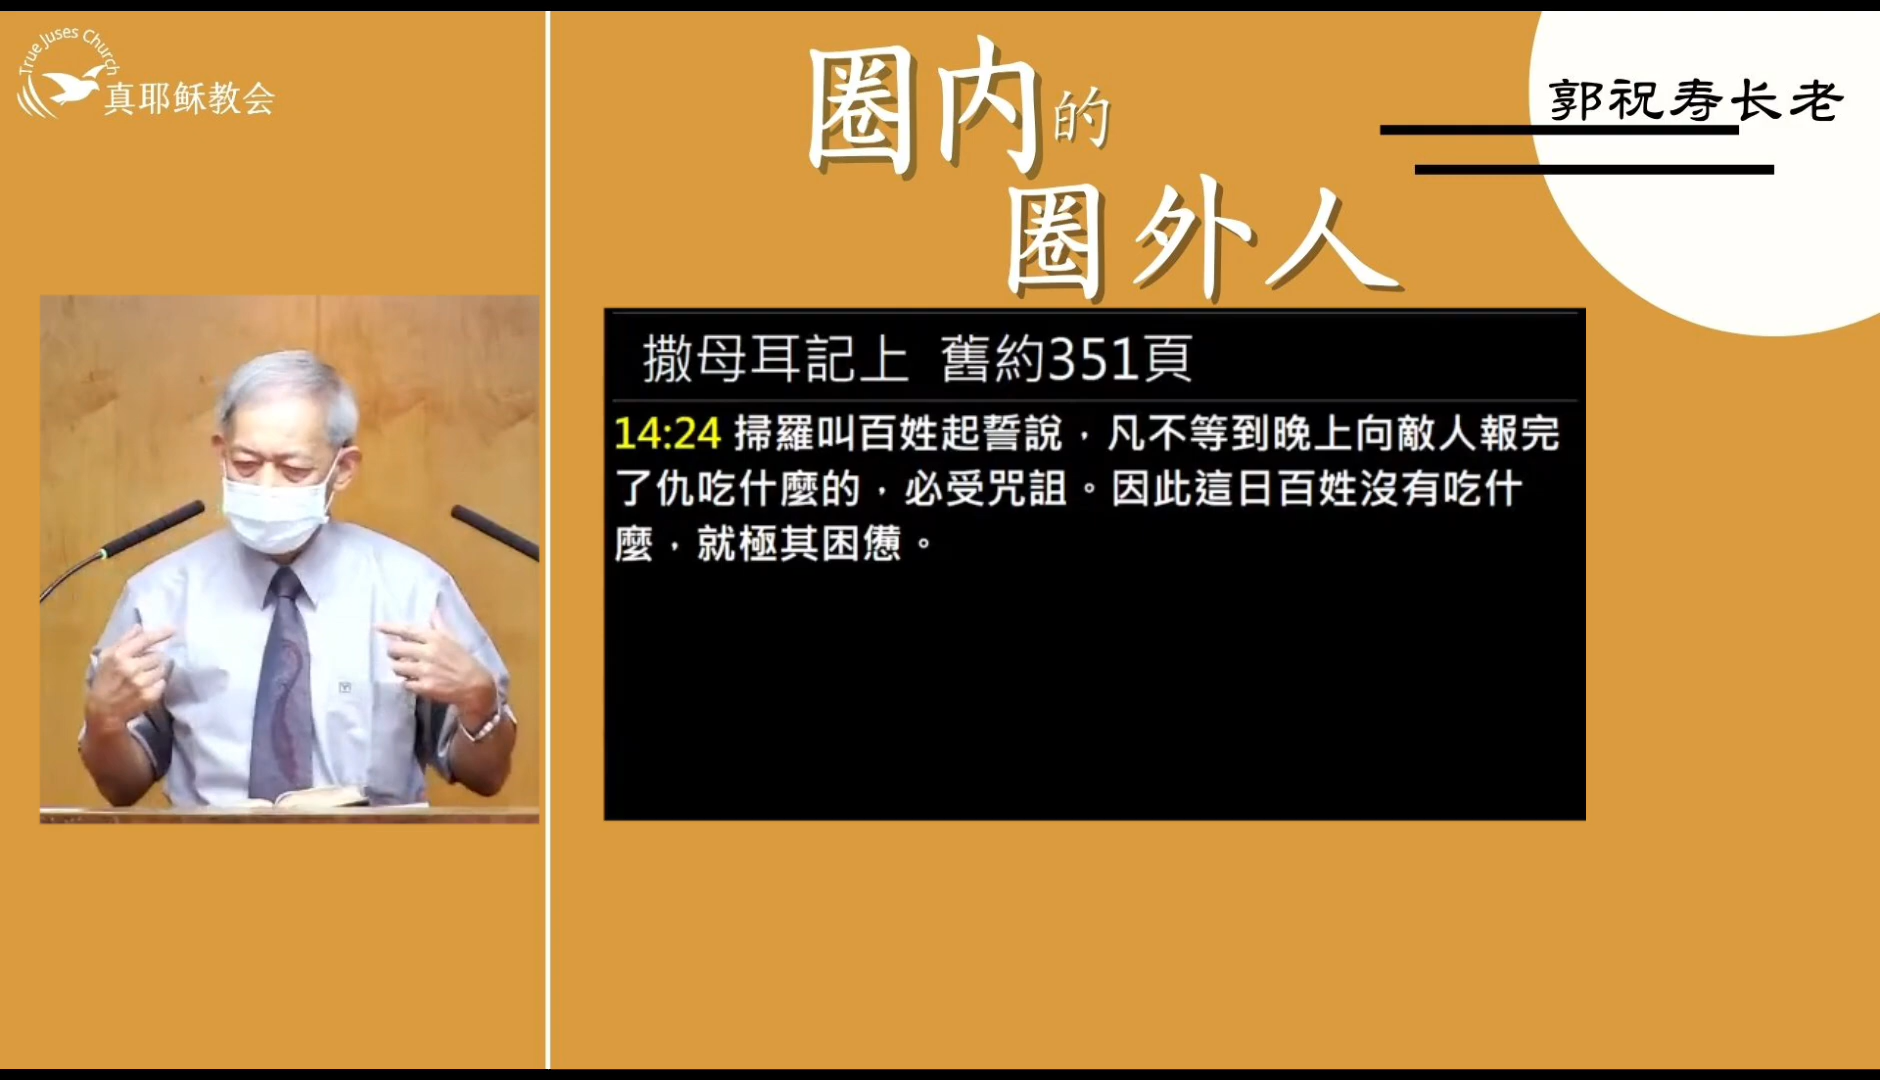 True Juses Church
真耶稣教会
圈内的
圈外人
郭祝寿长老
撒母耳記上 舊約351頁
14:24 掃羅叫百姓起誓說，凡不等到晚上向敵人報完
了仇吃什麼的，必受咒詛。因此這日百姓沒有吃什
麼，就極其困憊。